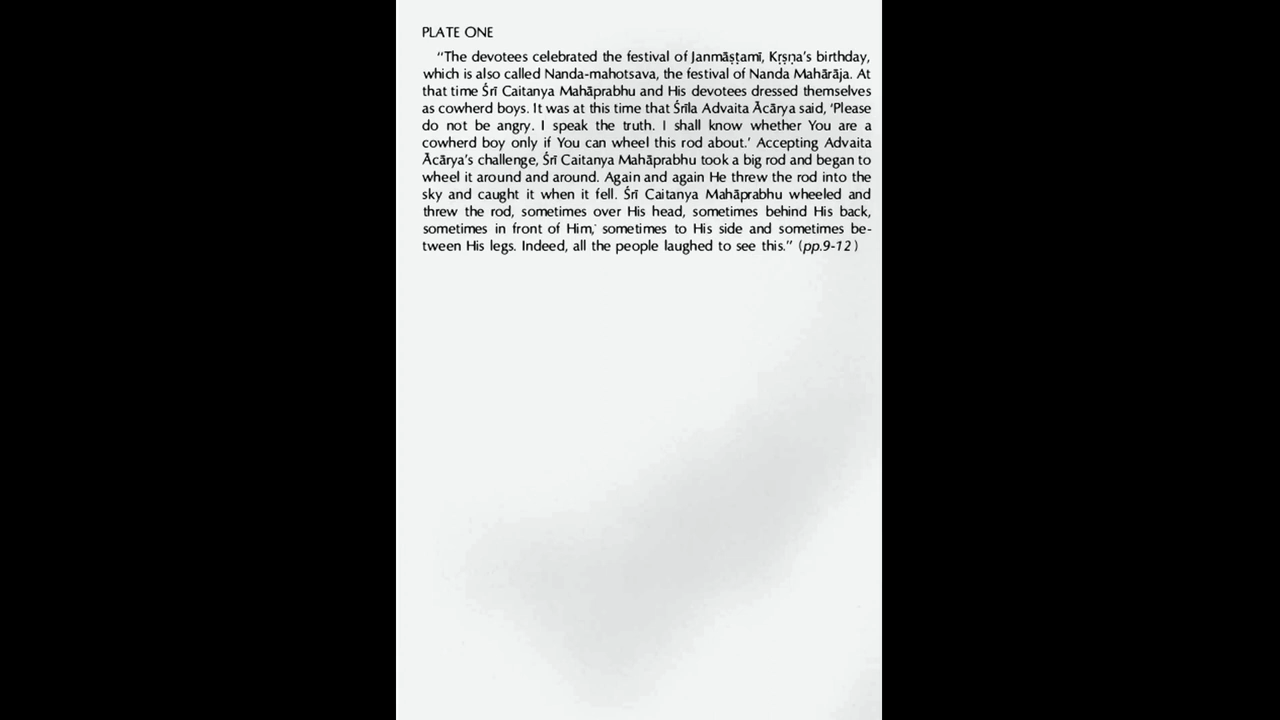 PLATE ONE
“The devotees celebrated the festival of Janmāṣṭamī, Kṛṣṇa’s birthday,
which is also called Nanda-mahotsava, the festival of Nanda Mahārāja. At
that time Śrī Caitanya Mahāprabhu and His devotees dressed themselves
as cowherd boys. It was at this time that Śrīla Advaita Ācārya said, ‘Please
do not be angry. I speak the truth. I shall know whether You are a
cowherd boy only if You can wheel this rod about.’ Accepting Advaita
Ācārya’s challenge, Śrī Caitanya Mahāprabhu took a big rod and began to
wheel it around and around. Again and again He threw the rod into the
sky and caught it when it fell. Śrī Caitanya Mahāprabhu wheeled and
threw the rod, sometimes over His head, sometimes behind His back,
sometimes in front of Him, sometimes to His side and sometimes be-
tween His legs. Indeed, all the people laughed to see this.” (pp.9-12)